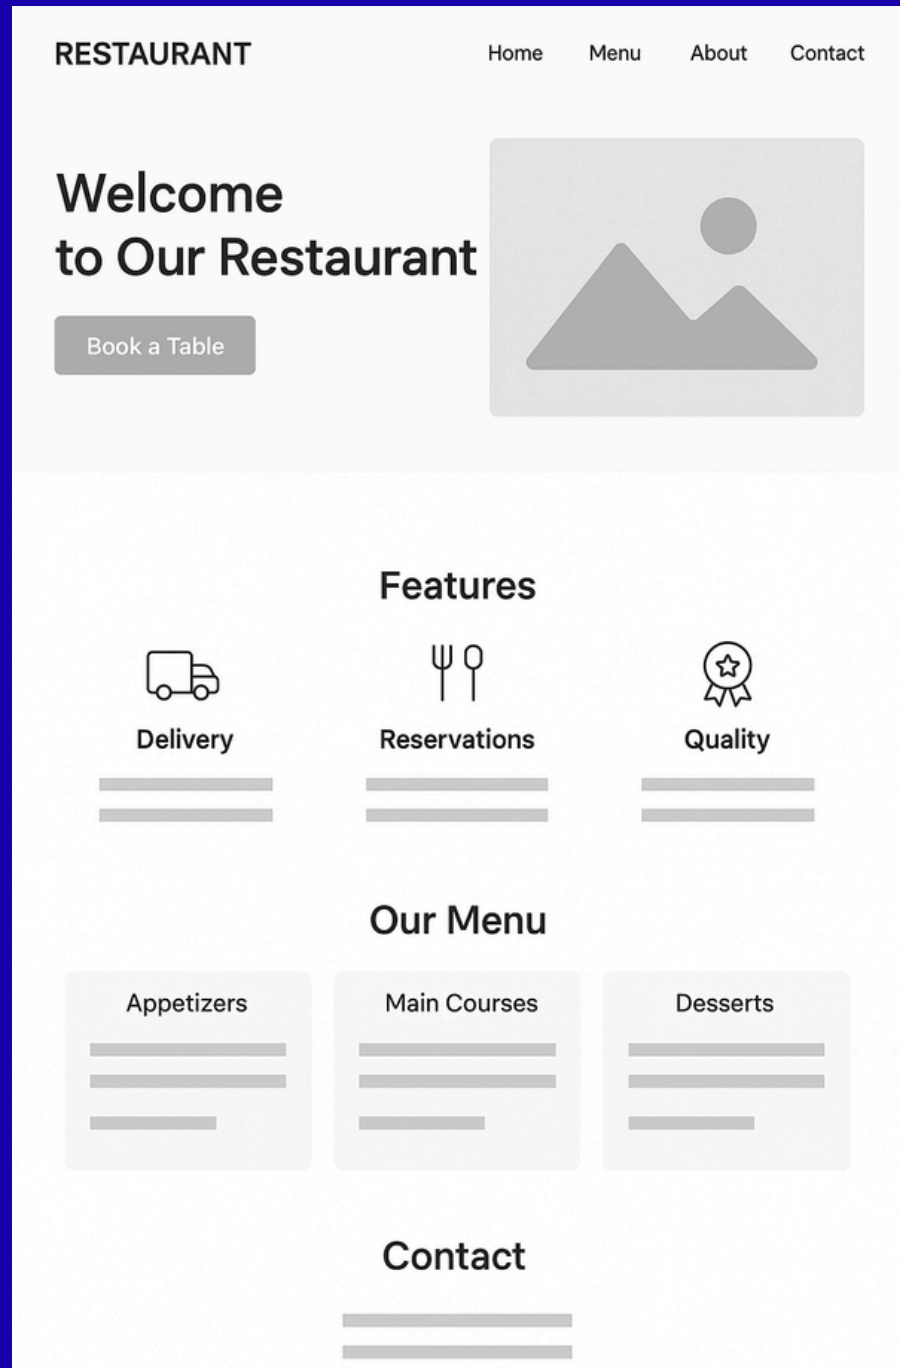 RESTAURANT
Home Menu About Contact
Welcome
to Our Restaurant
Book a Table
Features
Delivery
Reservations
Quality
Our Menu
Appetizers
Main Courses
Desserts
Contact